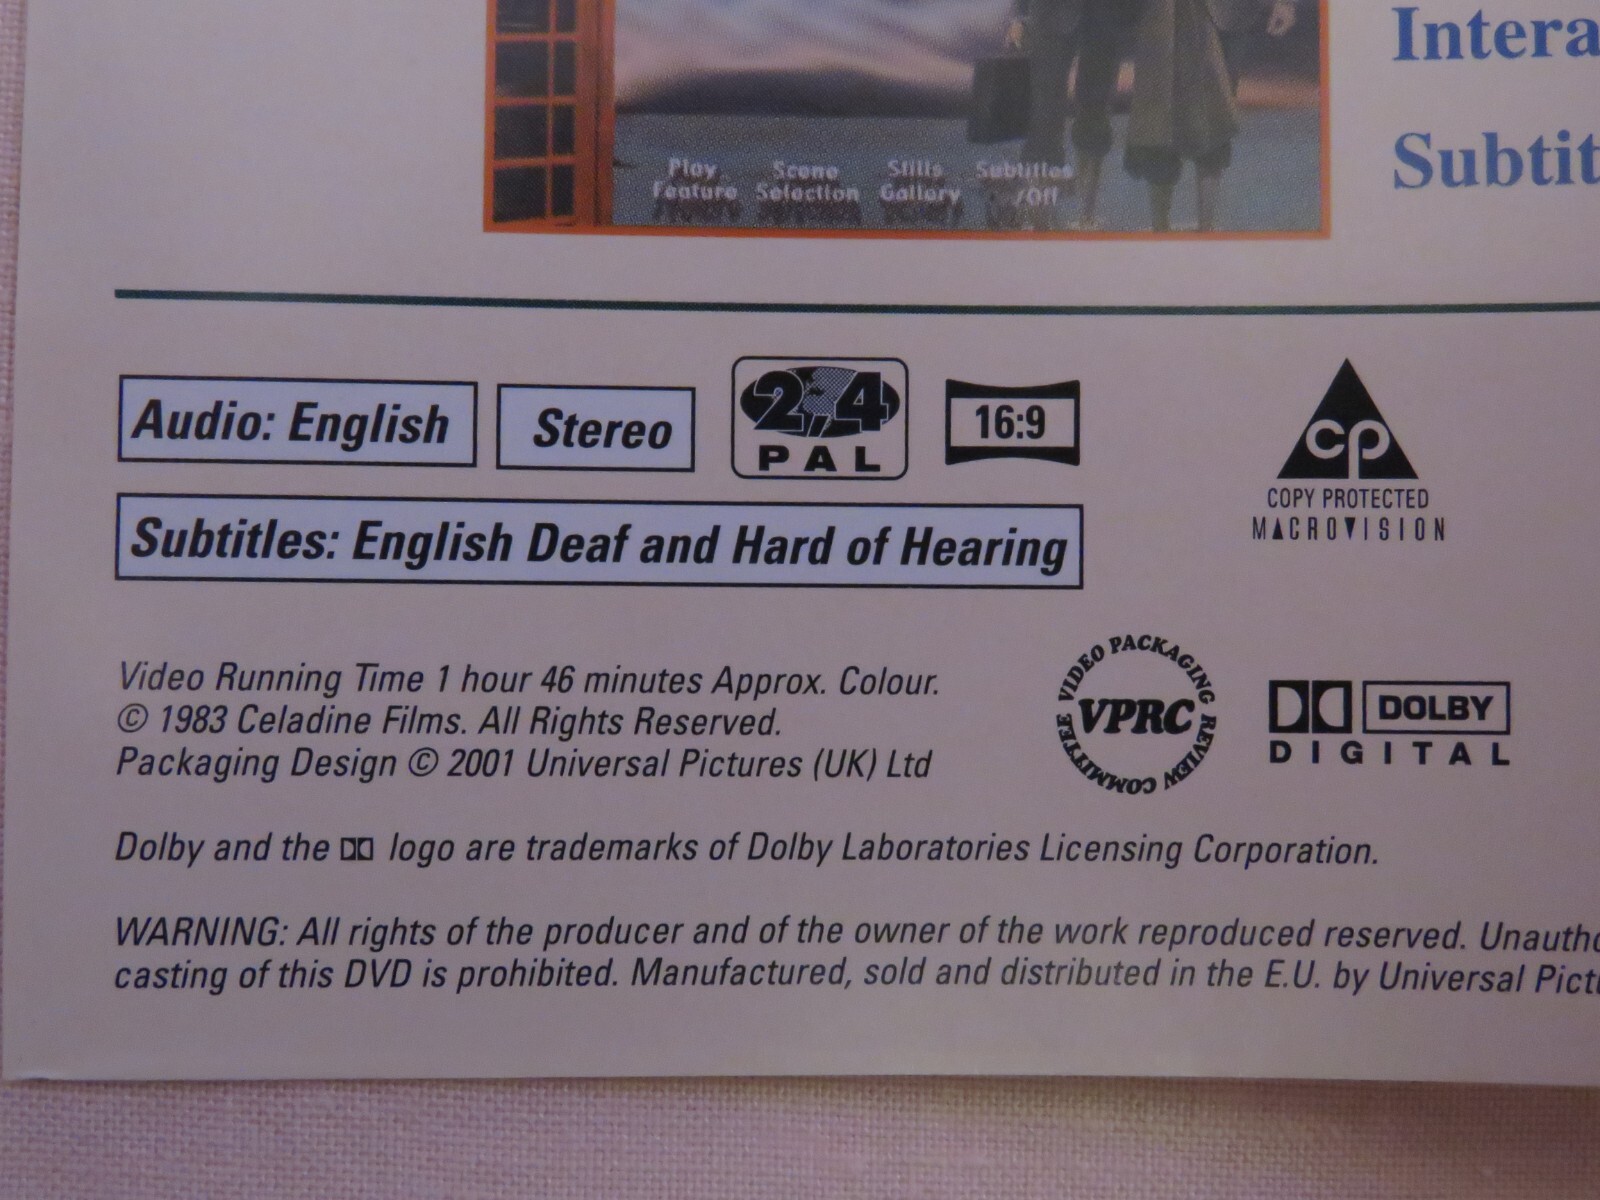 Intera
Subtit
Play Feature
Scene Selection
Stills Gallery
Subtitles /Off
Audio: English
Stereo
2,4
PAL
16:9
CP
COPY PROTECTED
MACROVISION
Subtitles: English Deaf and Hard of Hearing
Video Running Time 1 hour 46 minutes Approx. Colour.
© 1983 Celadine Films. All Rights Reserved.
Packaging Design © 2001 Universal Pictures (UK) Ltd
VIDEO PACKAGING REVIEW COMMITTEE
VPRC
DOLBY
DIGITAL
Dolby and the logo are trademarks of Dolby Laboratories Licensing Corporation.
WARNING: All rights of the producer and of the owner of the work reproduced reserved. Unautho
casting of this DVD is prohibited. Manufactured, sold and distributed in the E.U. by Universal Pict